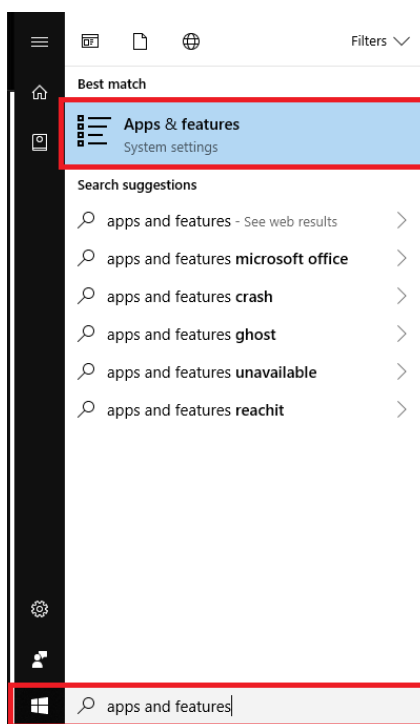 Filters
Best match
Apps & features
System settings
Search suggestions
apps and features - See web results
apps and features microsoft office
apps and features crash
apps and features ghost
apps and features unavailable
apps and features reachit
apps and features